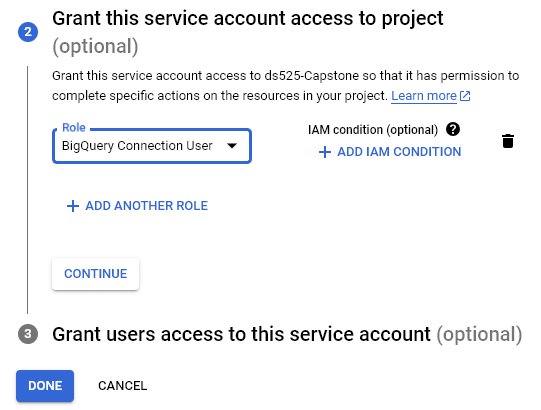 2
Grant this service account access to project
(optional)
Grant this service account access to ds525-Capstone so that it has permission to
complete specific actions on the resources in your project. Learn more
Role
BigQuery Connection User
IAM condition (optional) ?
+ ADD IAM CONDITION
+ ADD ANOTHER ROLE
CONTINUE
3 Grant users access to this service account (optional)
DONE CANCEL